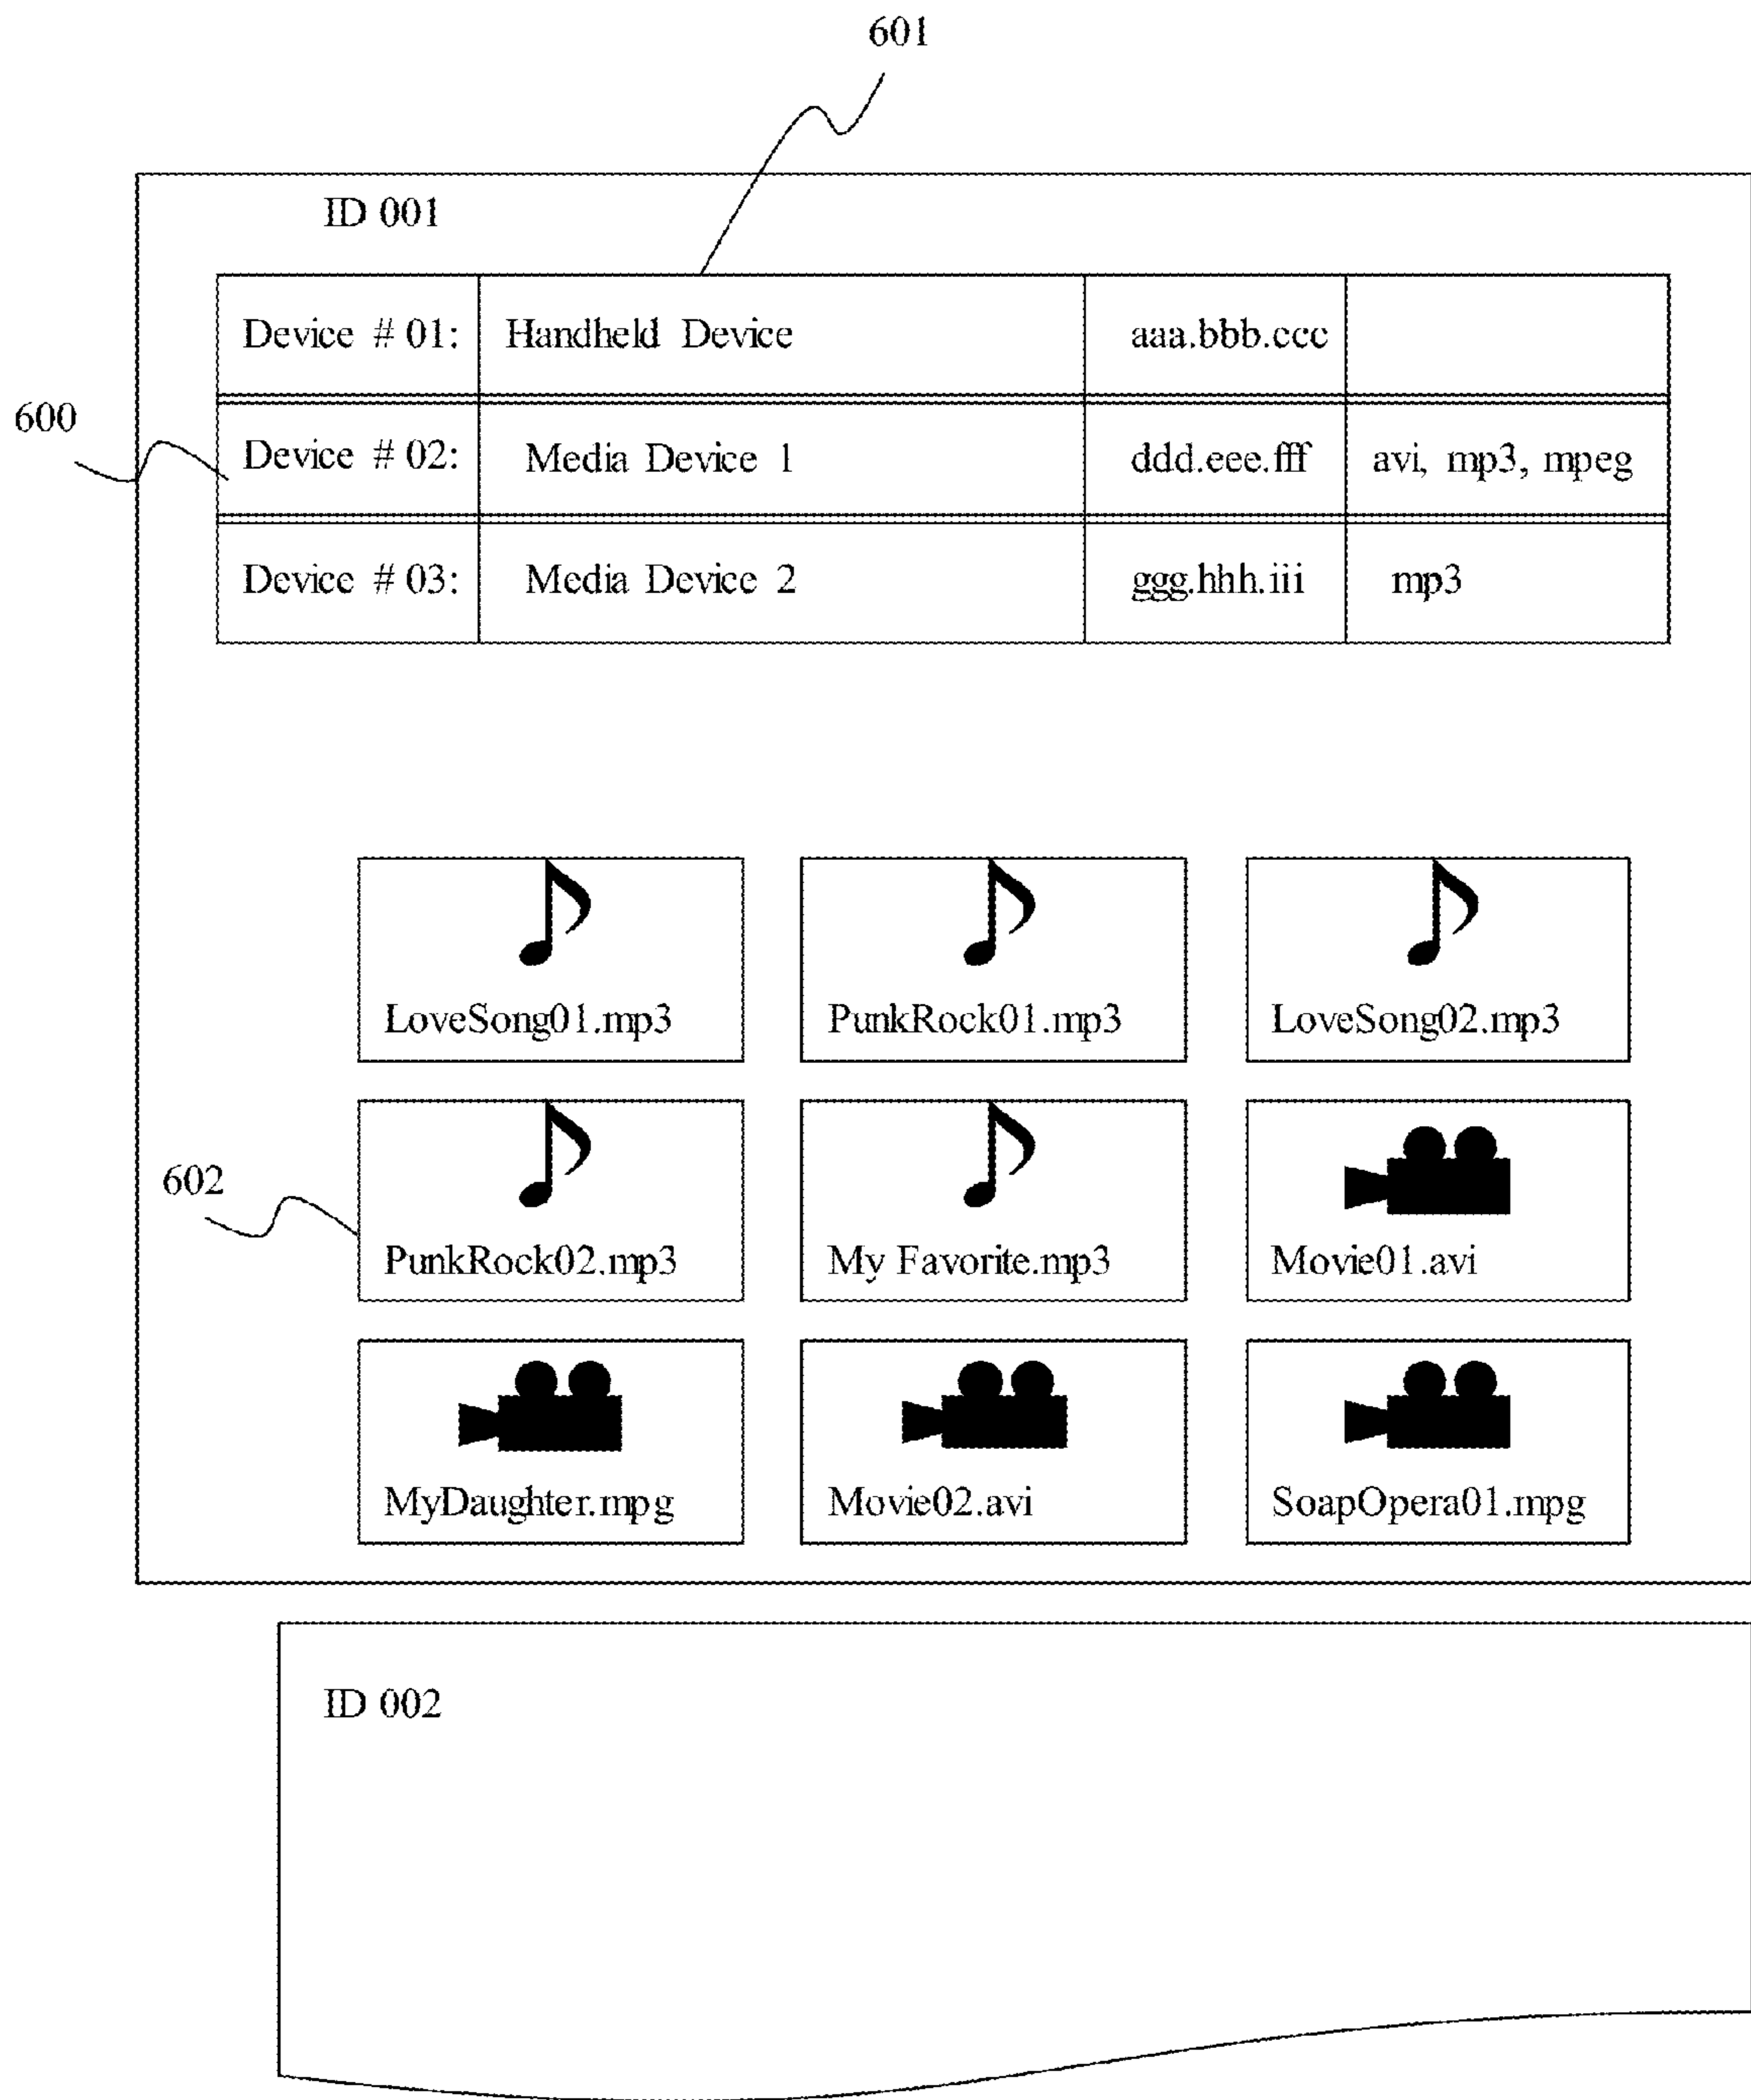 601
ID 001
Device # 01: Handheld Device aaa.bbb.ccc
600
Device # 02: Media Device 1 ddd.eee.fff avi, mp3, mpeg
Device # 03: Media Device 2 ggg.hhh.iii mp3
LoveSong01.mp3 PunkRock01.mp3 LoveSong02.mp3
602
PunkRock02.mp3 My Favorite.mp3 Movie01.avi
MyDaughter.mpg Movie02.avi SoapOpera01.mpg
ID 002